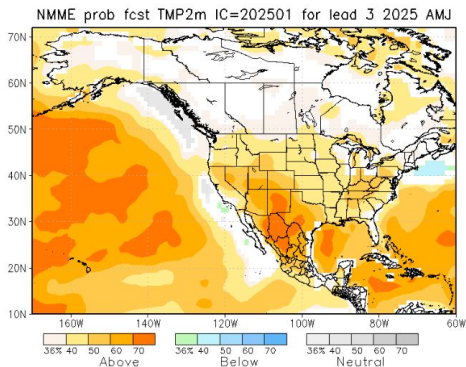 NMME prob fcst TMP2m IC=202501 for lead 3 2025 AMJ
70N
60N
50N
40N
30N
20N
10N
160W 140W 120W 100W 80W 60W
36% 40 50 60 70 36% 40 50 60 70 36% 40 50 60 70
Above Below Neutral